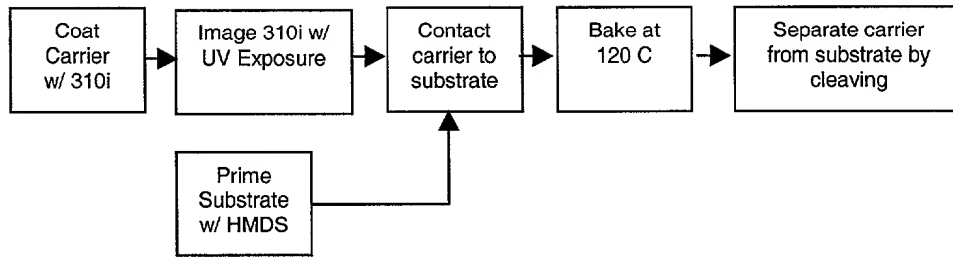 Coat
Carrier
w/ 310i
Image 310i w/
UV Exposure
Contact
carrier to
substrate
Bake at
120 C
Separate carrier
from substrate by
cleaving
Prime
Substrate
w/ HMDS